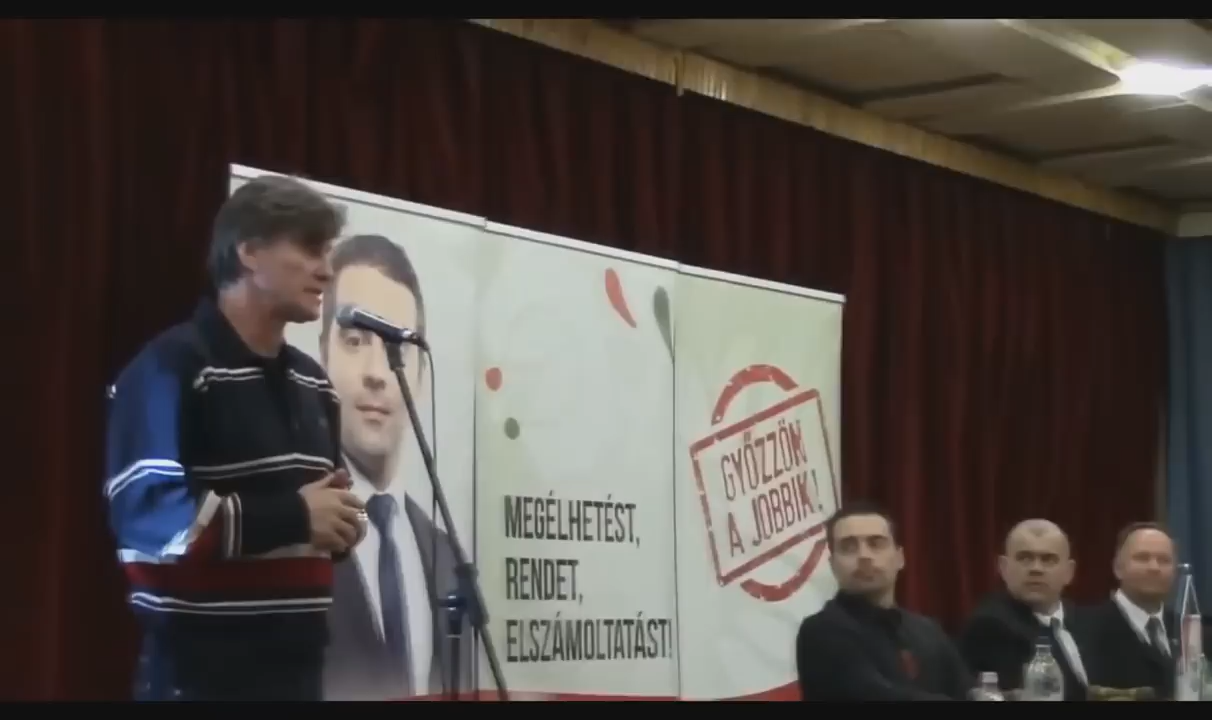 MEGÉLHETÉST,
RENDET,
ELSZÁMOLTATÁST!
GYŐZZÖN
A JOBBIK!